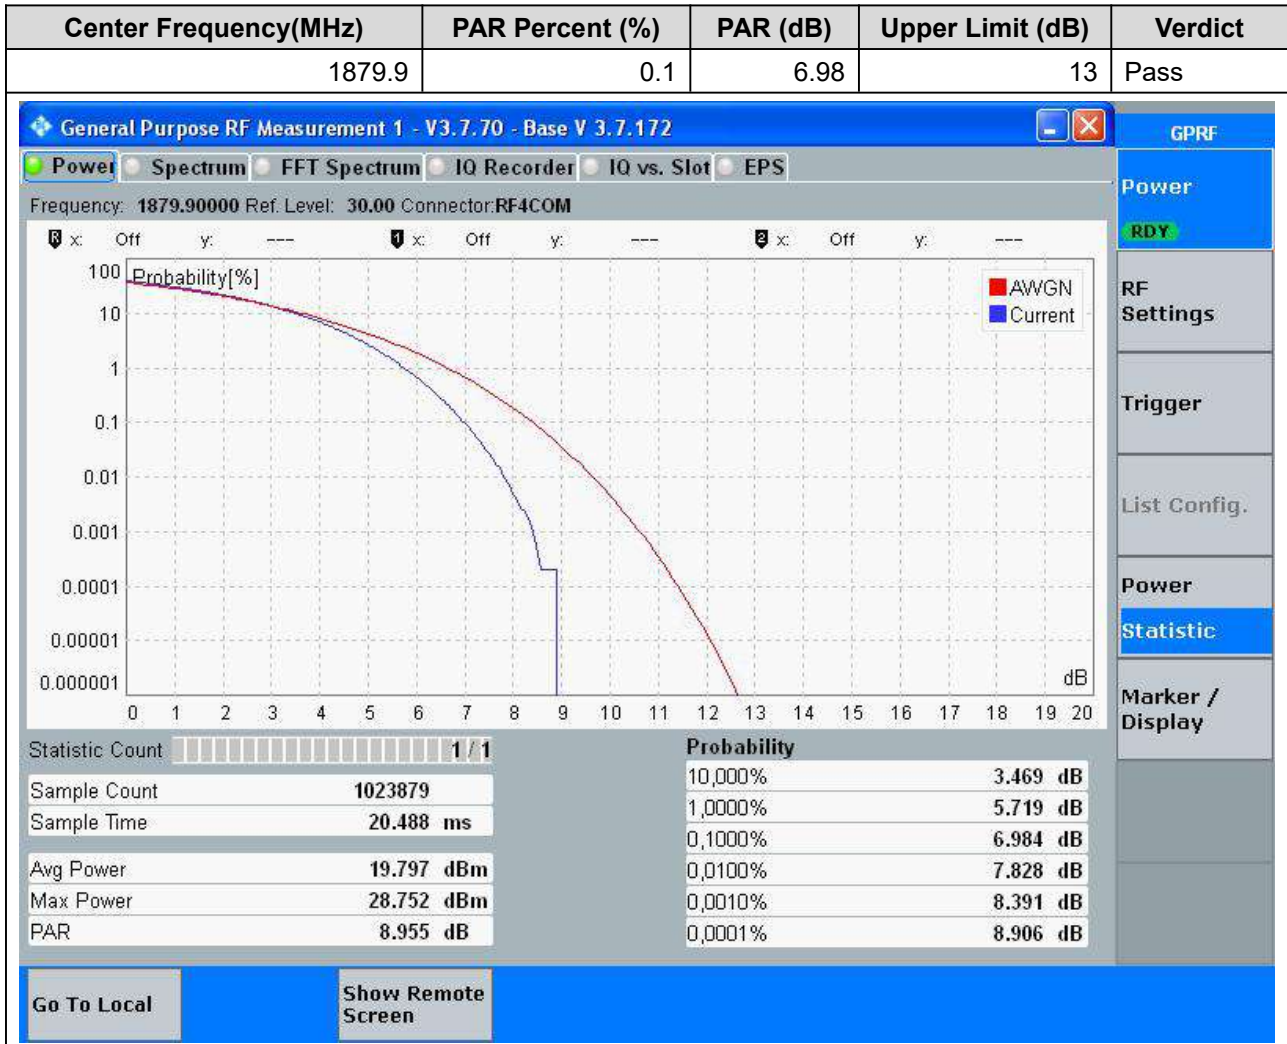 Center Frequency(MHz) PAR Percent (%) PAR (dB) Upper Limit (dB) Verdict
1879.9 0.1 6.98 13 Pass
General Purpose RF Measurement 1 - V3.7.70 - Base V 3.7.172
GPRF
Power Spectrum FFT Spectrum IQ Recorder IQ vs. Slot EPS
Power
RDY
Frequency: 1879.90000 Ref. Level: 30.00 Connector:RF4COM
R x: Off y: --- 1 x: Off y: --- 2 x: Off y: ---
Probability[%]
100
10
1
0.1
0.01
0.001
0.0001
0.00001
0.000001
AWGN
Current
dB
0 1 2 3 4 5 6 7 8 9 10 11 12 13 14 15 16 17 18 19 20
RF
Settings
Trigger
List Config.
Power
Statistic
Marker /
Display
Statistic Count 1 / 1
Sample Count 1023879
Sample Time 20.488 ms
Avg Power 19.797 dBm
Max Power 28.752 dBm
PAR 8.955 dB
Probability
10,000% 3.469 dB
1,0000% 5.719 dB
0,1000% 6.984 dB
0,0100% 7.828 dB
0,0010% 8.391 dB
0,0001% 8.906 dB
Go To Local
Show Remote
Screen